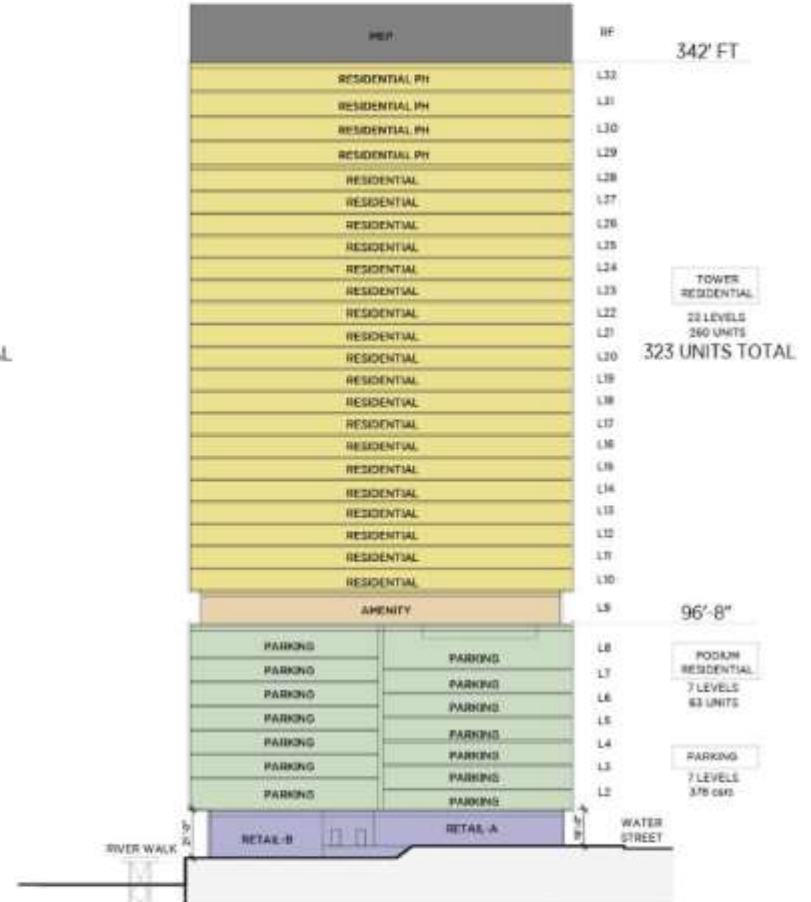 MEP
RF
342' FT
RESIDENTIAL PH
L32
RESIDENTIAL PH
L31
RESIDENTIAL PH
L30
RESIDENTIAL PH
L29
RESIDENTIAL
L28
RESIDENTIAL
L27
RESIDENTIAL
L26
RESIDENTIAL
L25
RESIDENTIAL
L24
RESIDENTIAL
L23
RESIDENTIAL
L22
RESIDENTIAL
L21
RESIDENTIAL
L20
RESIDENTIAL
L19
RESIDENTIAL
L18
RESIDENTIAL
L17
RESIDENTIAL
L16
RESIDENTIAL
L15
RESIDENTIAL
L14
RESIDENTIAL
L13
RESIDENTIAL
L12
RESIDENTIAL
L11
RESIDENTIAL
L10
TOWER
RESIDENTIAL
23 LEVELS
260 UNITS
323 UNITS TOTAL
AL
AMENITY
L9
96'-8"
PARKING
PARKING
PARKING
PARKING
PARKING
PARKING
PARKING
PARKING
PARKING
PARKING
PARKING
PARKING
PARKING
PARKING
L8
L7
L6
L5
L4
L3
L2
PODIUM
RESIDENTIAL
7 LEVELS
63 UNITS
PARKING
7 LEVELS
378 cars
RETAIL-B
RETAIL-A
RIVER WALK
WATER
STREET